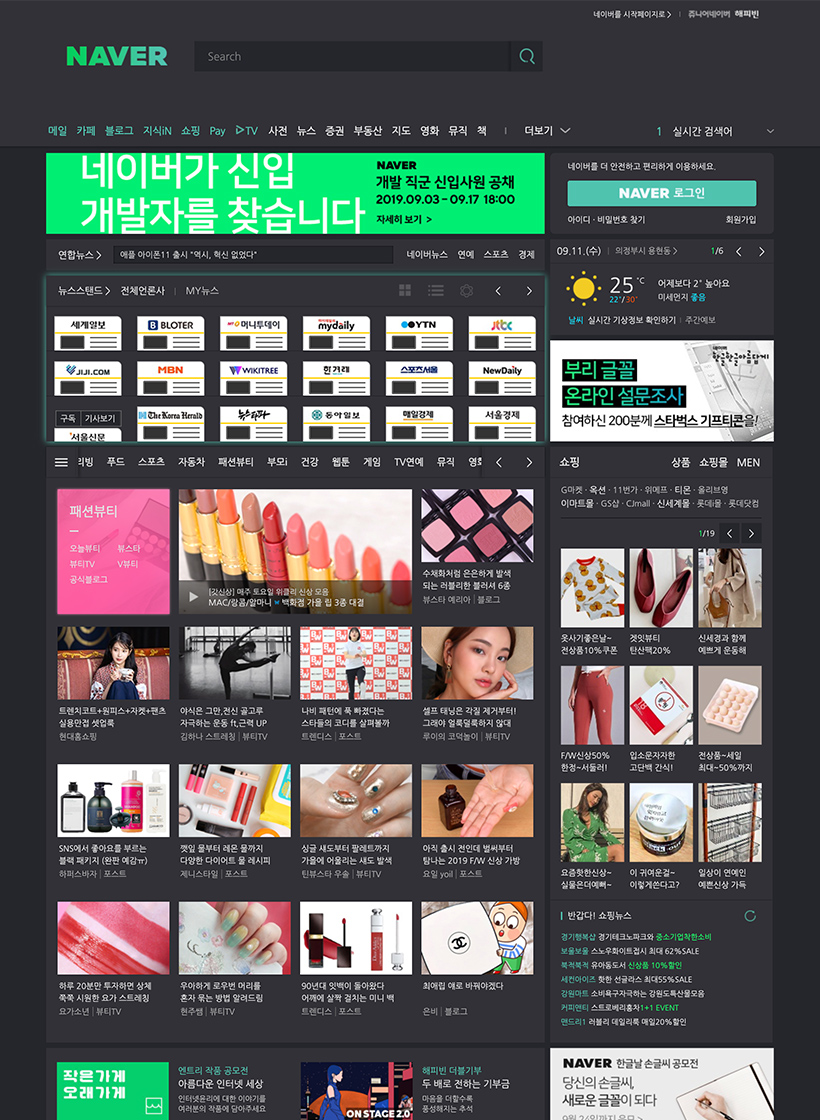 네이버를 시작페이지로 > 쥬니어네이버 해피빈
NAVER
Search
메일 카페 블로그 지식iN 쇼핑 Pay TV 사전 뉴스 증권 부동산 지도 영화 뮤직 책 더보기
1 실시간 검색어
네이버가 신입
개발자를 찾습니다
NAVER
개발 직군 신입사원 공채
2019.09.03 - 09.17 18:00
자세히 보기 >
네이버를 더 안전하고 편리하게 이용하세요.
NAVER 로그인
아이디 · 비밀번호 찾기 회원가입
연합뉴스 > 애플 아이폰11 출시 "역시, 혁신 없었다" 네이버뉴스 연예 스포츠 경제
09.11.(수) 의정부시 용현동 > 1/6
25°C
22°/30°
어제보다 2° 높아요
미세먼지 좋음
날씨 실시간 기상정보 확인하기 | 주간예보
뉴스스탠드 > 전체언론사 | MY뉴스
세계일보 BLOTER 머니투데이 mydaily YTN jtbc
JIJI.COM MBN WIKITREE 한겨레 스포츠서울 NewDaily
구독 기사보기
서울신문 The Korea Herald 뉴스타파 동아일보 매일경제 서울경제
네이버
한글한글아름답게
부리 글꼴
온라인 설문조사
참여하신 200분께 스타벅스 기프티콘을!
리빙 푸드 스포츠 자동차 패션뷰티 부모i 건강 웹툰 게임 TV연예 뮤직 영화
패션뷰티
오늘뷰티 뷰스타
뷰티TV V뷰티
공식블로그
[갓신상] 매주 토요일 위클리 신상 모음
MAC/랑콤/알마니 백화점 가을 립 3종 대결
수채화처럼 은은하게 발색
되는 러블리한 블러셔 6종
뷰스타 메리아 | 블로그
트렌치코트+원피스+자켓+팬츠
실용만점 셋업룩
현대홈쇼핑
야식은 그만,전신 골고루
자극하는 운동 ft,근력 UP
김하나 스트레칭 | 뷰티TV
나비 패턴에 푹 빠졌다는
스타들의 코디를 살펴볼까
트렌디스 | 포스트
셀프 태닝은 각질 제거부터!
그래야 얼룩덜룩하지 않대
루이의 코덕놀이 | 뷰티TV
SNS에서 좋아요를 부르는
블랙 패키지 (완판 예감ㅠ)
하퍼스바자 | 포스트
깻잎 물부터 레몬 물까지
다양한 다이어트 물 레시피
제니스타일 | 포스트
싱글 섀도부터 팔레트까지
가을에 어울리는 섀도 발색
틴뷰스타 우솔 | 뷰티TV
아직 출시 전인데 벌써부터
탐나는 2019 F/W 신상 가방
요일 yoil | 포스트
하루 20분만 투자하면 상체
쭉쭉 시원한 요가 스트레칭
요가소년 | 뷰티TV
우아하게 로우번 머리를
혼자 묶는 방법 알려드림
현주쌤 | 뷰티TV
90년대 잇백이 돌아왔다
어깨에 살짝 걸치는 미니 백
트렌디스 | 포스트
최애립 얘로 바꿔야겠다
은비 | 블로그
쇼핑 상품 쇼핑몰 MEN
G마켓 · 옥션 · 11번가 · 위메프 · 티몬 · 올리브영
이마트몰 · GS샵 · CJmall · 신세계몰 · 롯데i몰 · 롯데닷컴
1/19
웃사기좋은날~
전상품10%쿠폰
겟잇뷰티
탄산팩20%
신세경과 함께
예쁘게 운동해
F/W신상50%
한정~서둘러!
입소문자자한
고단백 간식!
전상품~세일
최대~50%까지
요즘핫한신상~
실물은더예뻐~
이 귀여운걸~
이렇게쓴다고?
일상이 연예인
예쁜신상 가득
반갑다! 쇼핑뉴스
경기행복샵 경기테크노파크와 중소기업착한소비
보울보울 스노우화이트접시 최대 62%SALE
북적북적 유아동도서 신상품 10%할인
세컨아이즈 핫한 선글라스 최대55%SALE
강원마트 소비욕구자극하는 강원도특산물모음
커피앤티 스트로베리홍차1+1 EVENT
맨드리1 러블리 데일리룩 매일20%할인
작은가게
오래가게
엔트리 작품 공모전
아름다운 인터넷 세상
인터넷윤리에 대한 이야기를
여러분의 작품에 담아주세요
ON STAGE 2.0
해피빈 더블기부
두 배로 전하는 기부금
마음을 더할수록
풍성해지는 추석
NAVER 한글날 손글씨 공모전
당신의 손글씨,
새로운 글꼴이 되다
9월 24일까지 응모 >